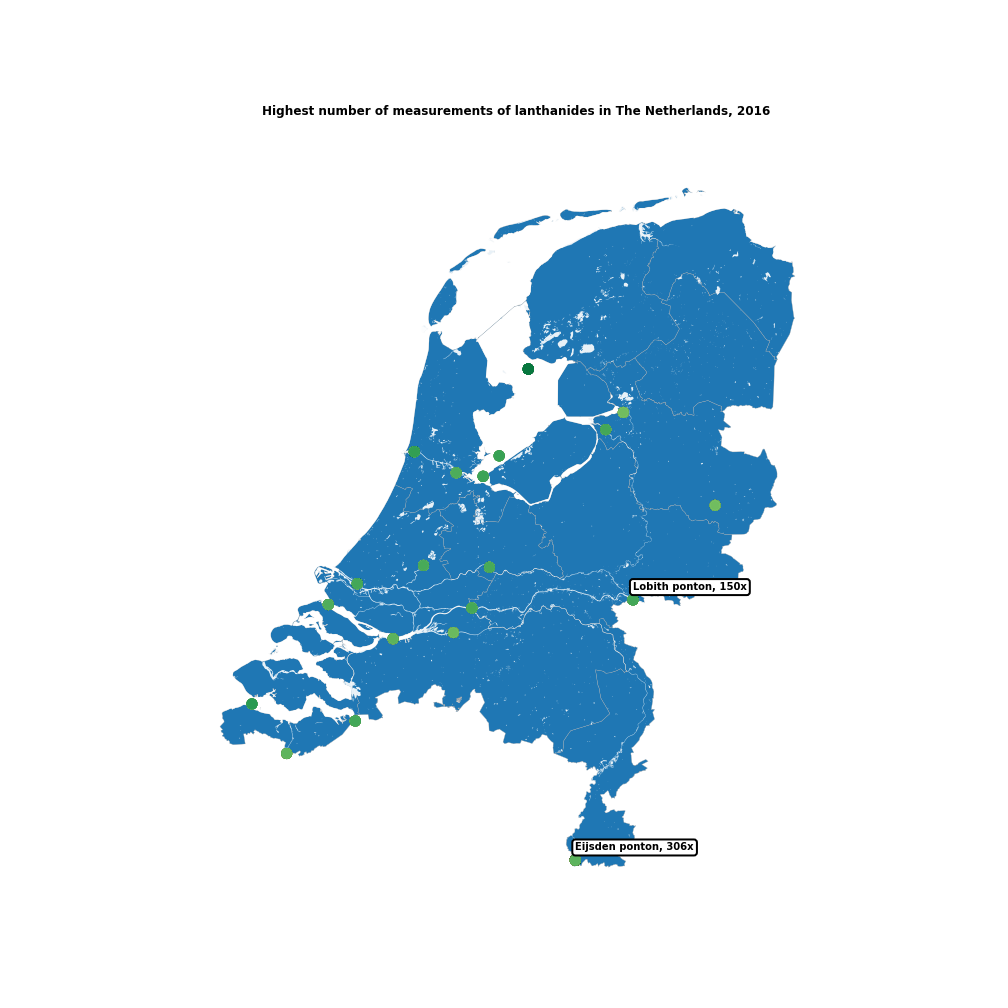 Highest number of measurements of lanthanides in The Netherlands, 2016
Lobith ponton, 150x
Eijsden ponton, 306x